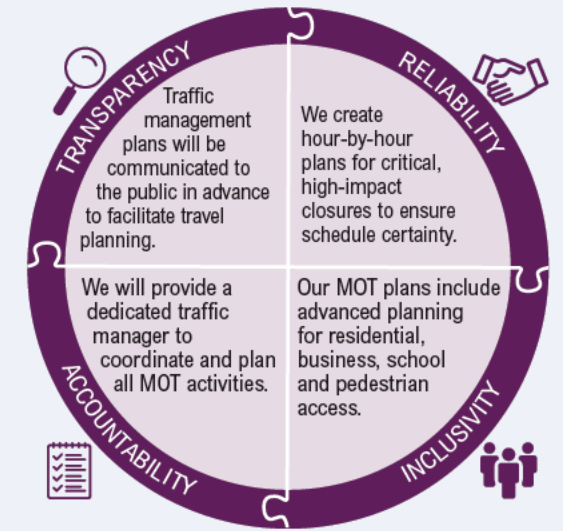 TRANSPARENCY
Traffic
management
plans will be
communicated to
the public in advance
to facilitate travel
planning.
RELIABILITY
We create
hour-by-hour
plans for critical,
high-impact
closures to ensure
schedule certainty.
ACCOUNTABILITY
We will provide a
dedicated traffic
manager to
coordinate and plan
all MOT activities.
INCLUSIVITY
Our MOT plans include
advanced planning
for residential,
business, school
and pedestrian
access.